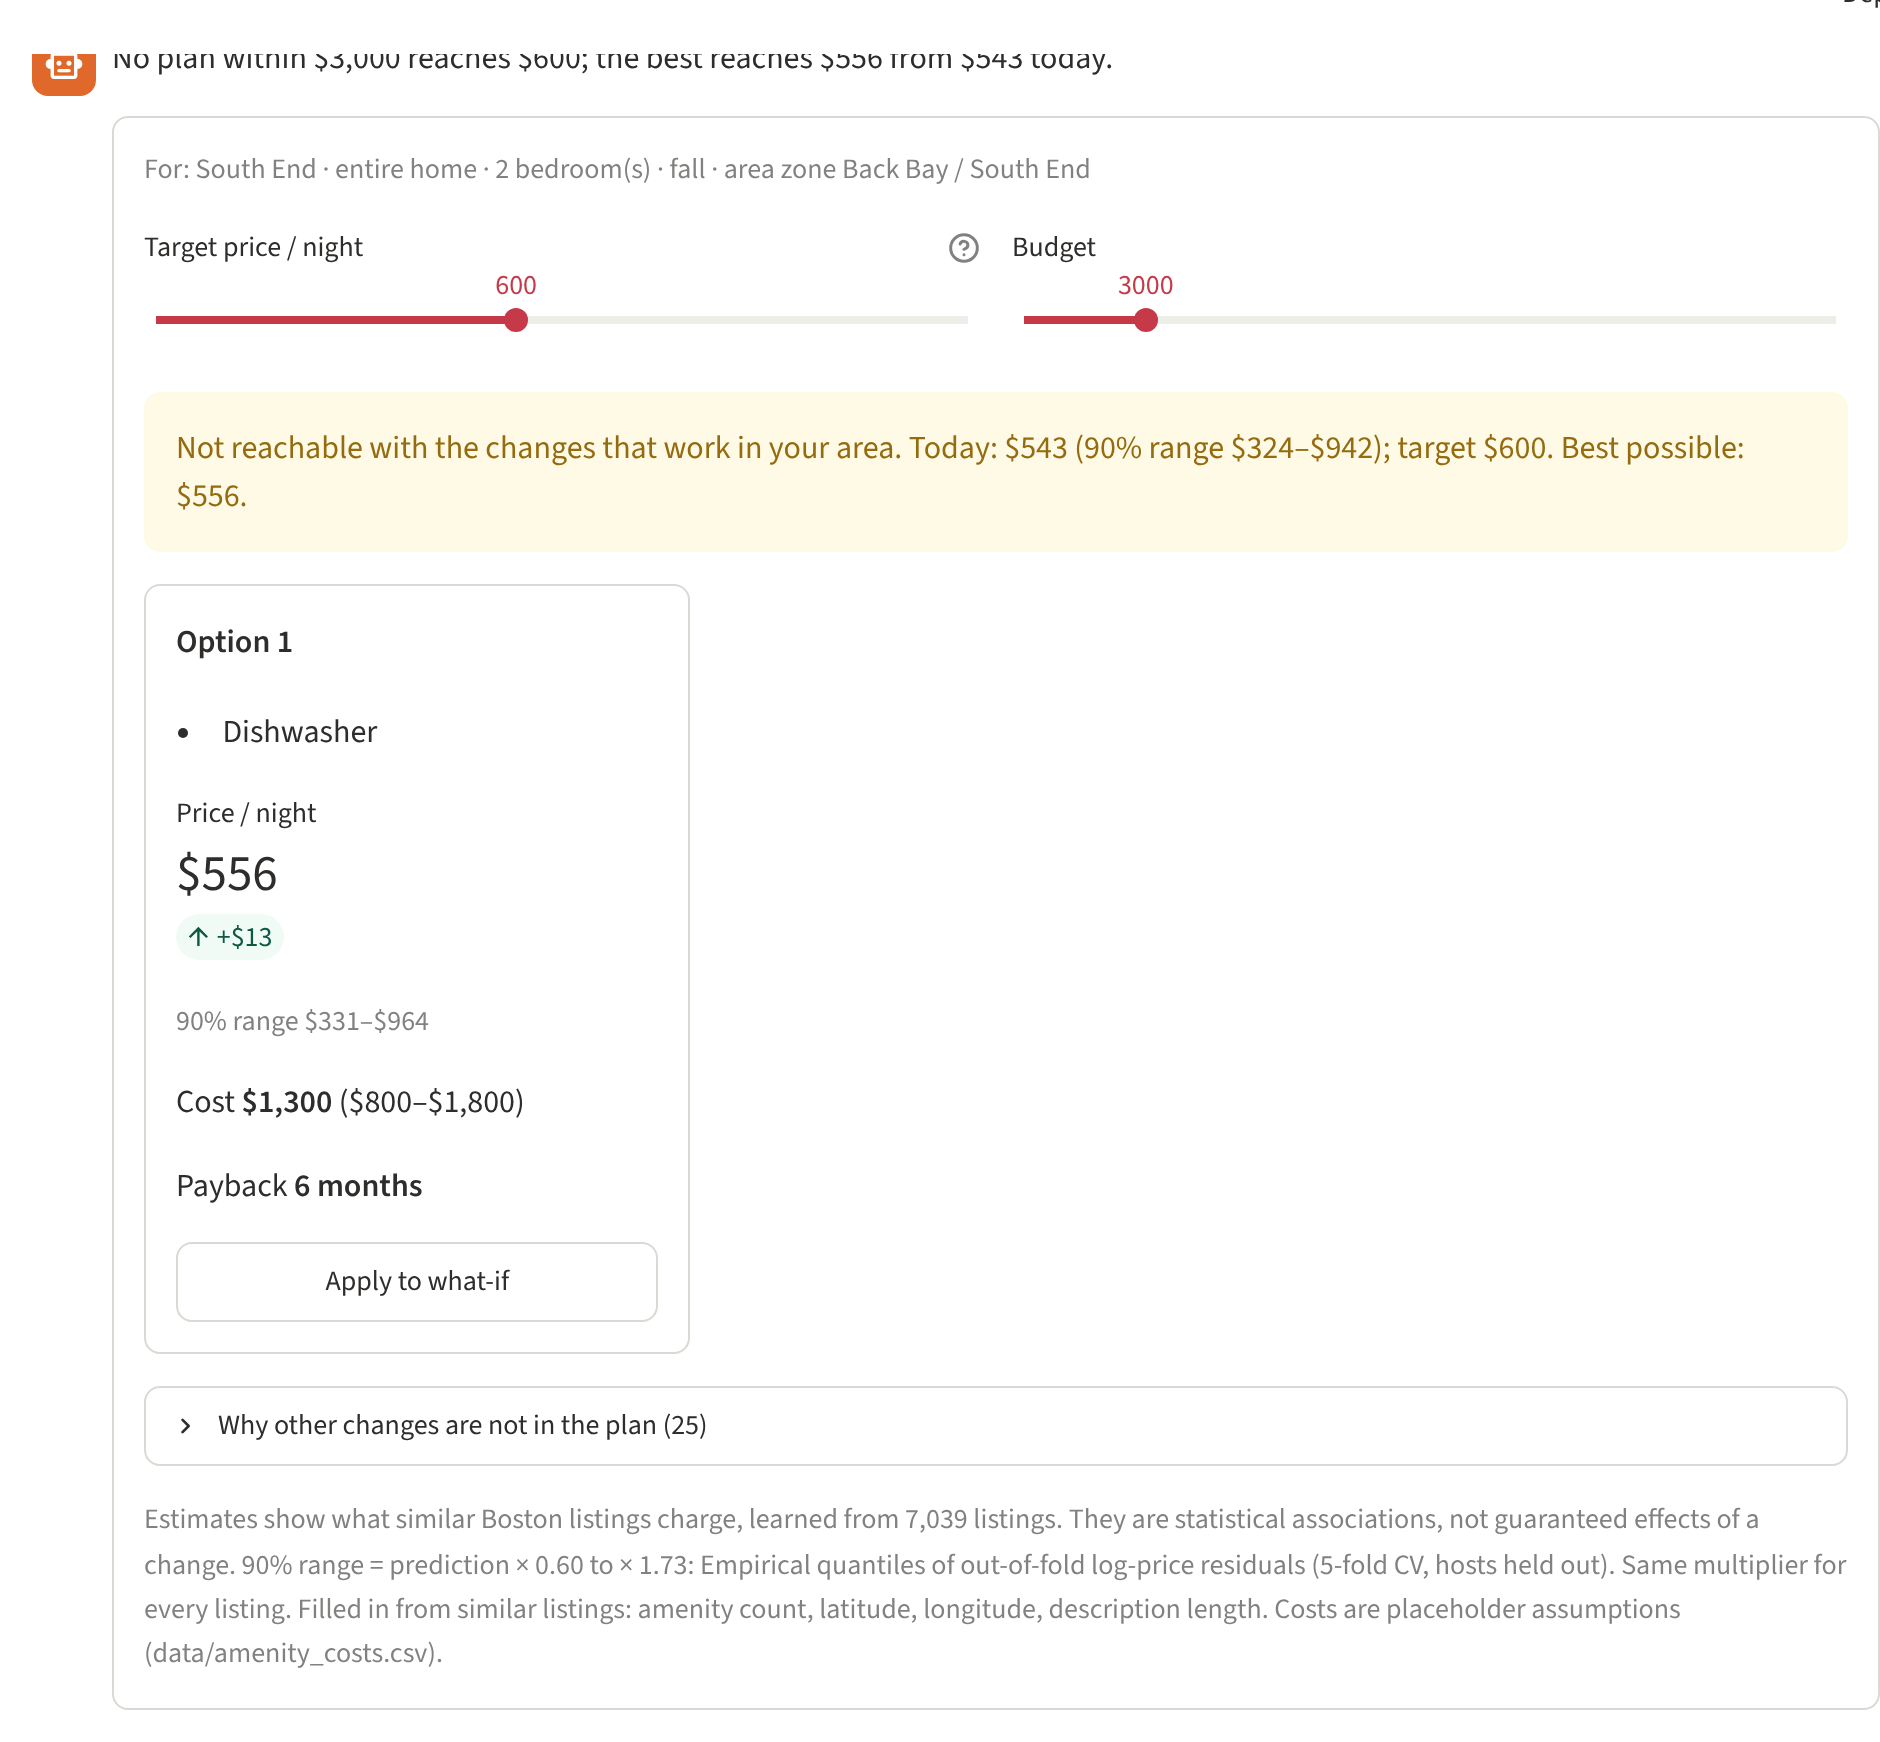 No plan within $3,000 reaches $600; the best reaches $556 from $543 today.
For: South End · entire home · 2 bedroom(s) · fall · area zone Back Bay / South End
Target price / night
Budget
600
3000
Not reachable with the changes that work in your area. Today: $543 (90% range $324–$942); target $600. Best possible:
$556.
Option 1
• Dishwasher
Price / night
$556
↑ +$13
90% range $331–$964
Cost $1,300 ($800–$1,800)
Payback 6 months
Apply to what-if
Why other changes are not in the plan (25)
Estimates show what similar Boston listings charge, learned from 7,039 listings. They are statistical associations, not guaranteed effects of a
change. 90% range = prediction × 0.60 to × 1.73: Empirical quantiles of out-of-fold log-price residuals (5-fold CV, hosts held out). Same multiplier for
every listing. Filled in from similar listings: amenity count, latitude, longitude, description length. Costs are placeholder assumptions
(data/amenity_costs.csv).